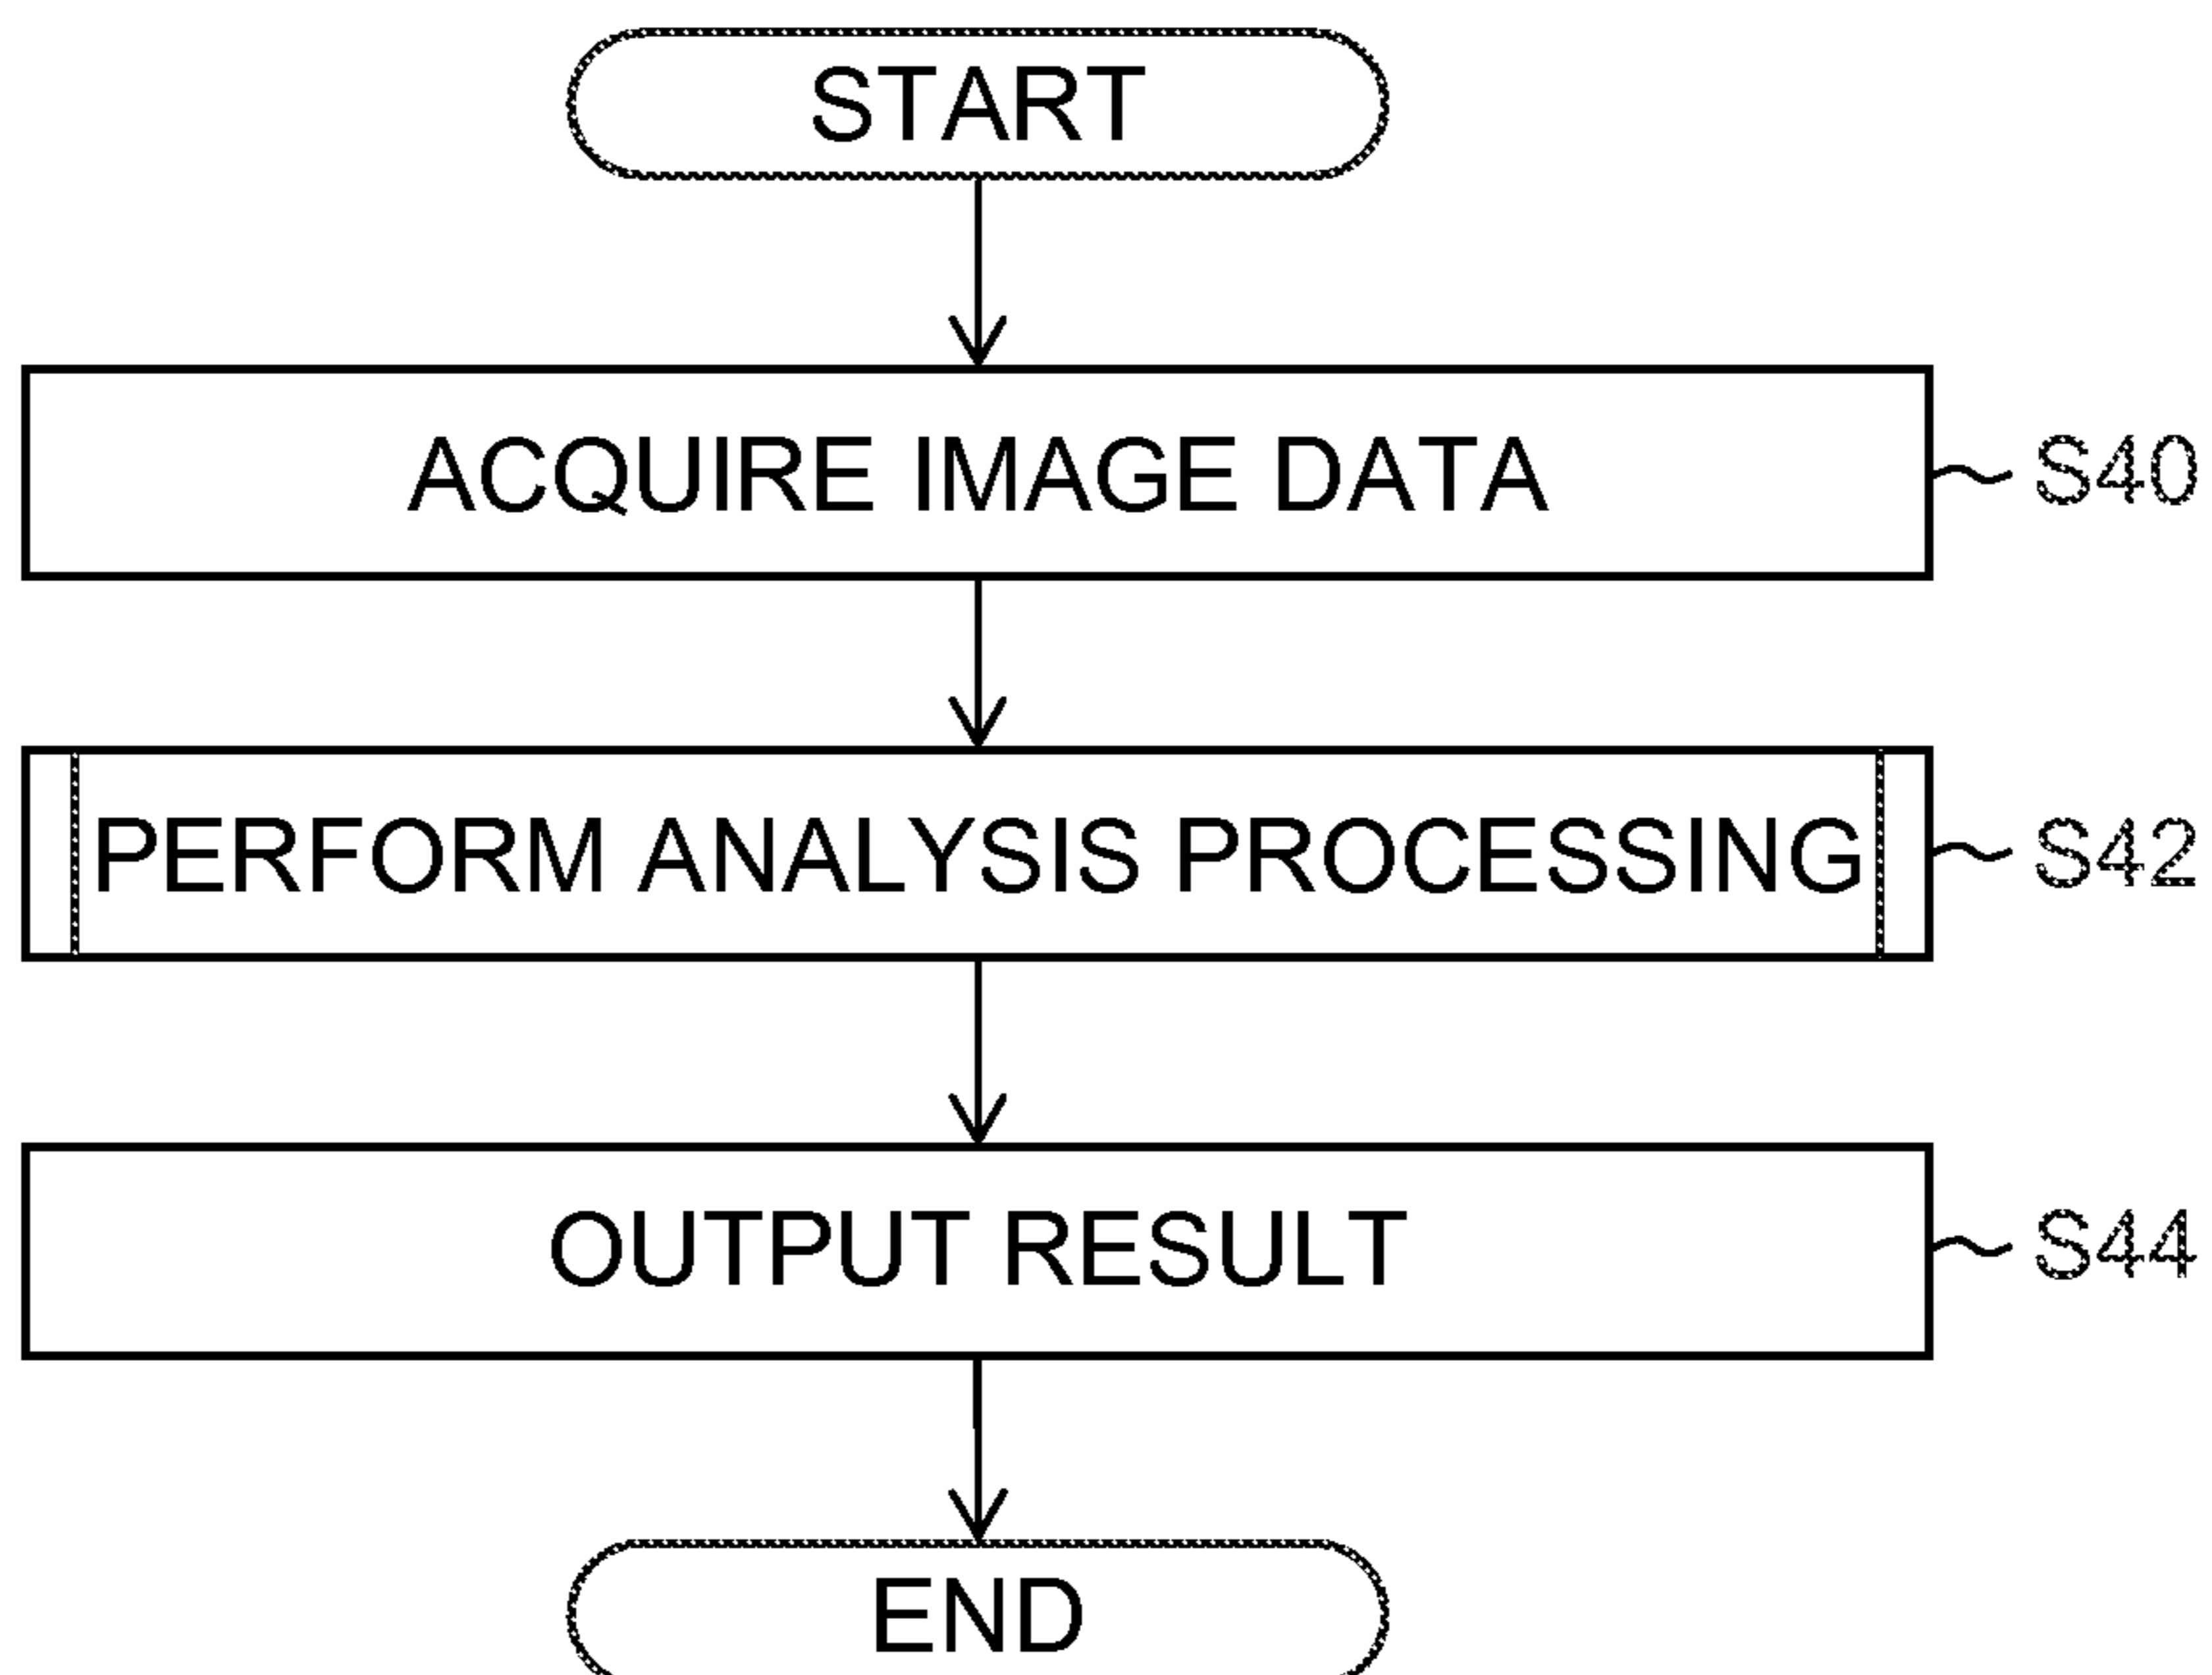 START
ACQUIRE IMAGE DATA
S40
PERFORM ANALYSIS PROCESSING
S42
OUTPUT RESULT
S44
END